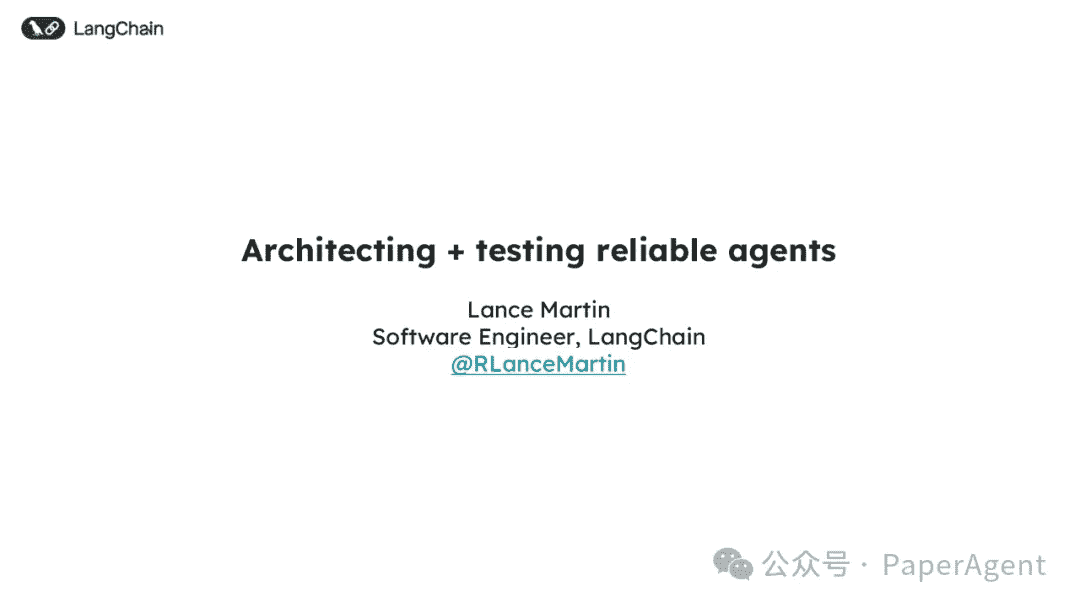 LangChain
Architecting + testing reliable agents
Lance Martin
Software Engineer, LangChain
@RLanceMartin
公众号 · PaperAgent